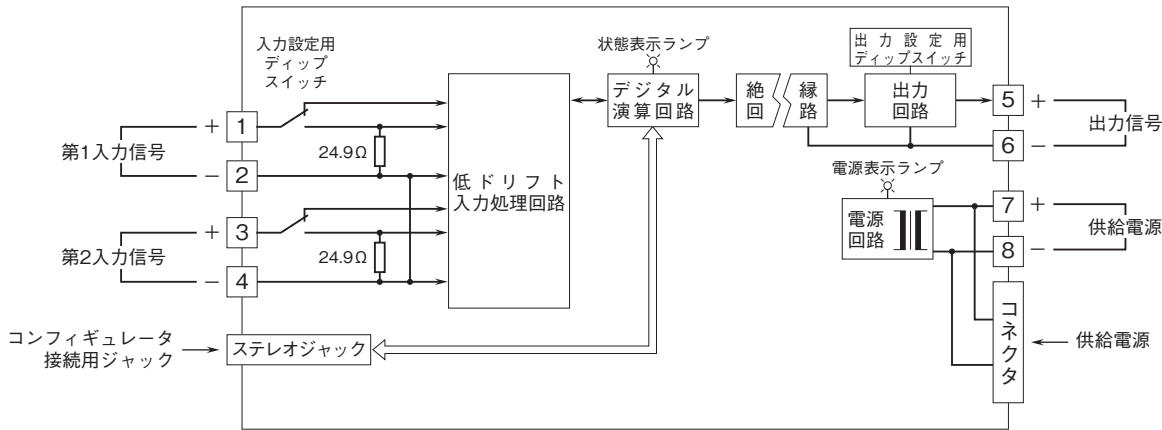 入力設定用
ディップ
スイッチ
状態表示ランプ
出力設定用
ディップスイッチ
デジタル
演算回路
絶縁
回路
出力
回路
+ 1
5 +
第1入力信号
24.9Ω
出力信号
− 2
6 −
低ドリフト
入力処理回路
電源表示ランプ
+ 3
電源
回路
7 +
第2入力信号
24.9Ω
供給電源
− 4
8 −
コンフィギュレータ
接続用ジャック
ステレオジャック
コネクタ
供給電源